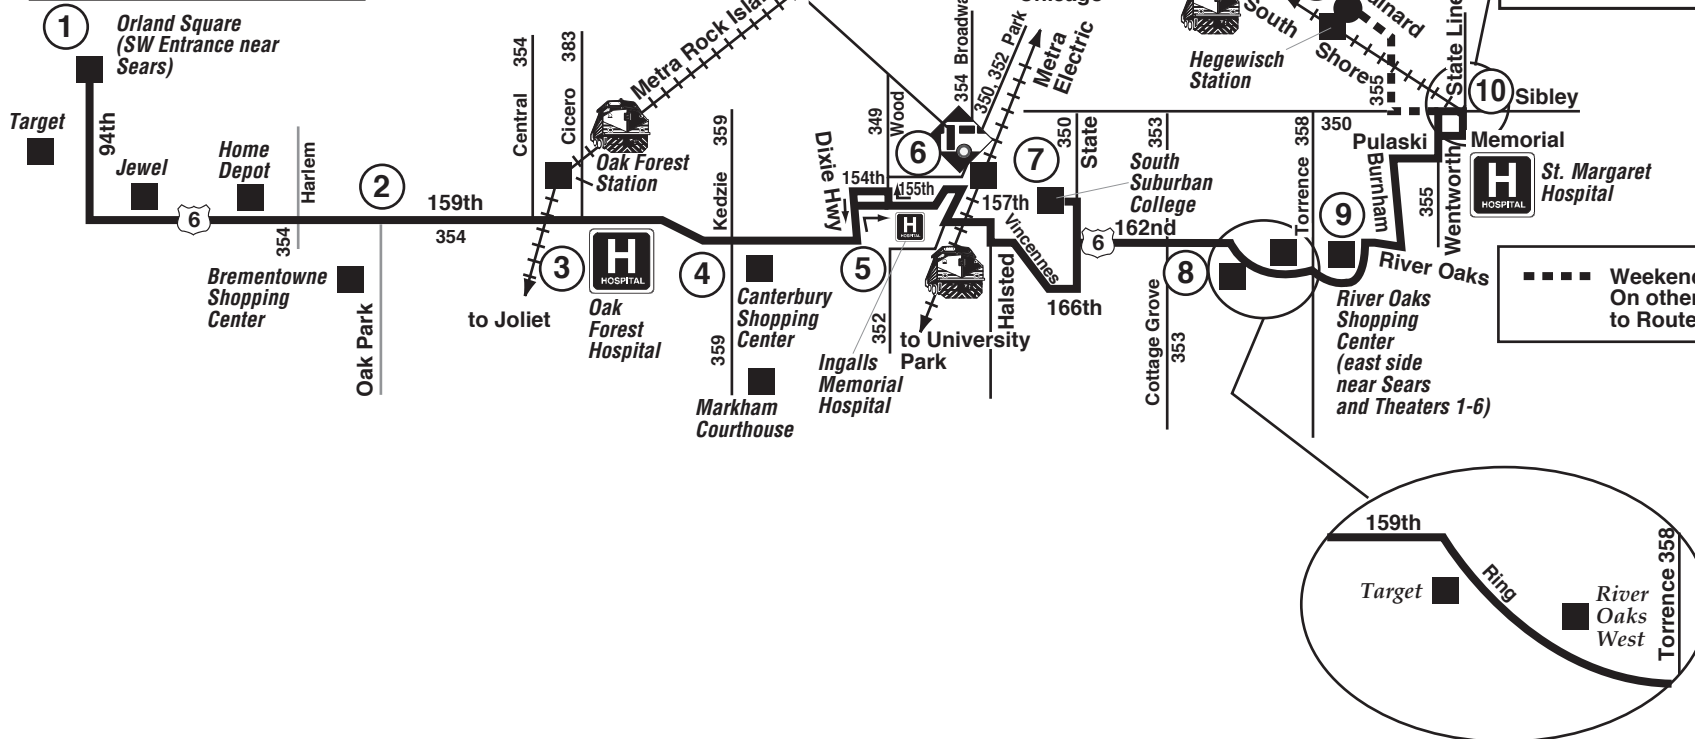 1
Orland Square
(SW Entrance near
Sears)
Target
94th
Jewel
Home
Depot
6
Harlem
354
2
Brementowne
Shopping
Center
Oak Park
159th
354
Central
354
Cicero
383
Metra Rock Islan
Oak Forest
Station
to Joliet
3
H
HOSPITAL
Oak
Forest
Hospital
Kedzie
359
4
359
Canterbury
Shopping
Center
Markham
Courthouse
Dixie Hwy
5
154th
155th
349
Wood
H
HOSPITAL
Ingalls
Memorial
Hospital
352
6
354 Broadway
350, 352 Park
Metra
Electric
157th
to University
Park
Halsted
Vincennes
166th
7
350
State
South
Suburban
College
6
162nd
353
Cottage Grove
353
8
358
Torrence
350
9
River Oaks
Shopping
Center
(east side
near Sears
and Theaters 1-6)
River Oaks
Burnham
Pulaski
355
Wentworth
355
South
Shore
Hegewisch
Station
State Line
10
Sibley
Memorial
H
HOSPITAL
St. Margaret
Hospital
Weekend
On other
to Route
159th
Target
Ring
River
Oaks
West
Torrence 358